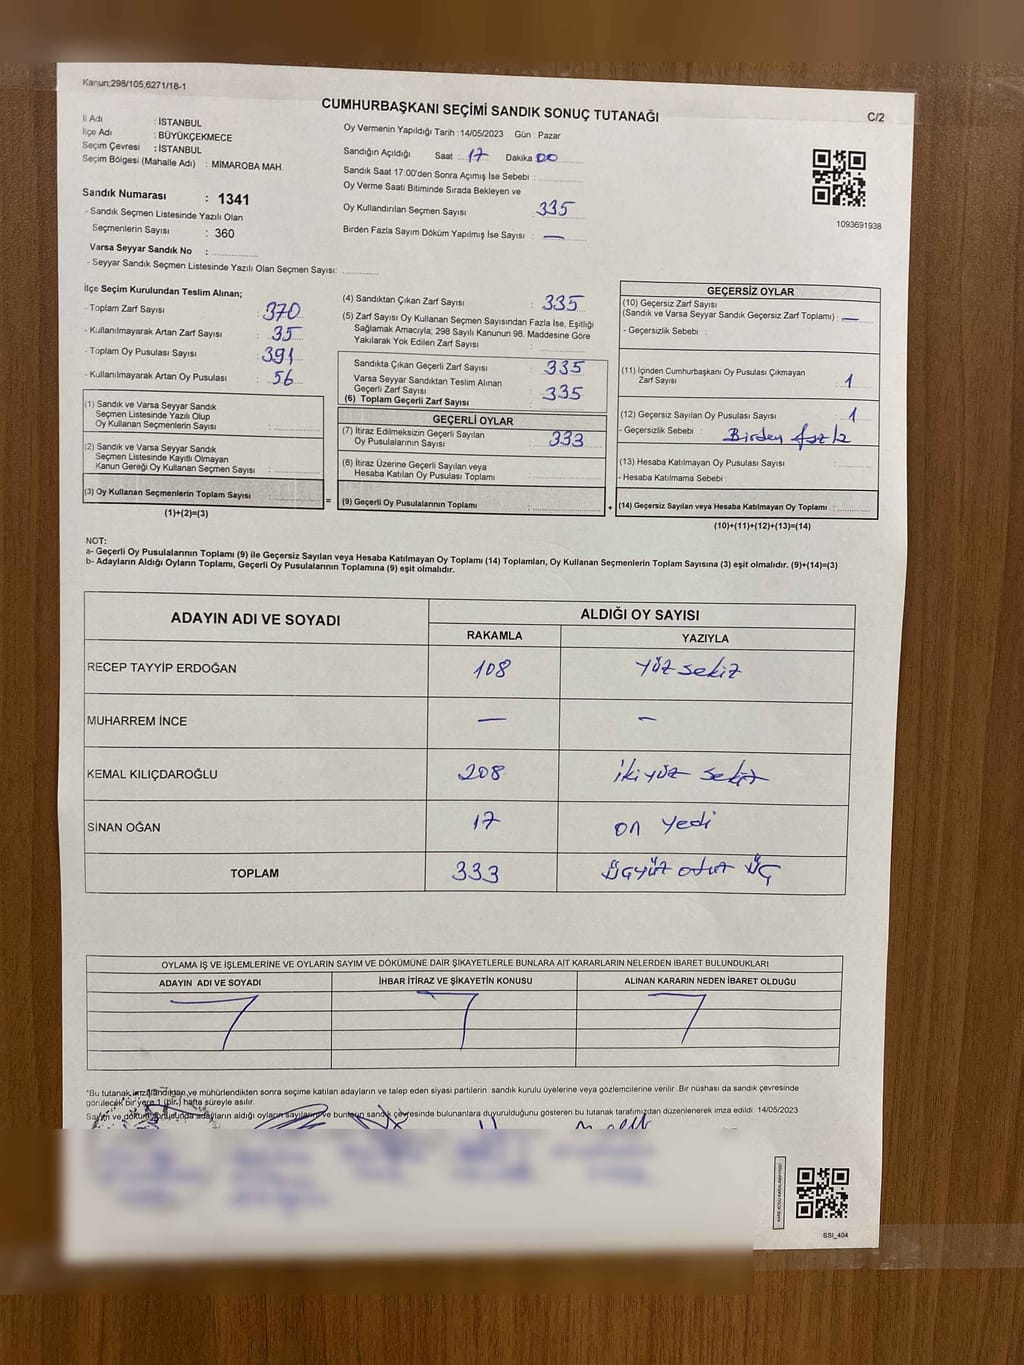 Kanun:298/105;6271/18-1
CUMHURBAŞKANI SEÇİMİ SANDIK SONUÇ TUTANAĞI
C/2
İl Adı : İSTANBUL
İlçe Adı : BÜYÜKÇEKMECE
Seçim Çevresi : İSTANBUL
Seçim Bölgesi (Mahalle Adı) : MİMAROBA MAH.
Sandık Numarası : 1341
- Sandık Seçmen Listesinde Yazılı Olan
Seçmenlerin Sayısı : 360
Varsa Seyyar Sandık No :
- Seyyar Sandık Seçmen Listesinde Yazılı Olan Seçmen Sayısı:
Oy Vermenin Yapıldığı Tarih : 14/05/2023 Gün : Pazar
Sandığın Açıldığı Saat : 17 Dakika 00
Sandık Saat 17:00'den Sonra Açımış İse Sebebi :
Oy Verme Saati Bitiminde Sırada Bekleyen ve
Oy Kullandırılan Seçmen Sayısı 335
Birden Fazla Sayım Döküm Yapılmış İse Sayısı : —
1093691938
İlçe Seçim Kurulundan Teslim Alınan;
- Toplam Zarf Sayısı : 370
- Kullanılmayarak Artan Zarf Sayısı : 35
- Toplam Oy Pusulası Sayısı : 391
- Kullanılmayarak Artan Oy Pusulası : 56
(1) Sandık ve Varsa Seyyar Sandık
Seçmen Listesinde Yazılı Olup
Oy Kullanan Seçmenlerin Sayısı :
(2) Sandık ve Varsa Seyyar Sandık
Seçmen Listesinde Kayıtlı Olmayan
Kanun Gereği Oy Kullanan Seçmen Sayısı :
(3) Oy Kullanan Seçmenlerin Toplam Sayısı :
(1)+(2)=(3)
=
(4) Sandıktan Çıkan Zarf Sayısı : 335
(5) Zarf Sayısı Oy Kullanan Seçmen Sayısından Fazla İse, Eşitliği
Sağlamak Amacıyla; 298 Sayılı Kanunun 98. Maddesine Göre
Yakılarak Yok Edilen Zarf Sayısı :
Sandıkta Çıkan Geçerli Zarf Sayısı : 335
Varsa Seyyar Sandıktan Teslim Alınan
Geçerli Zarf Sayısı : 335
(6) Toplam Geçerli Zarf Sayısı
GEÇERLİ OYLAR
(7) İtiraz Edilmeksizin Geçerli Sayılan
Oy Pusulalarının Sayısı : 333
(8) İtiraz Üzerine Geçerli Sayılan veya
Hesaba Katılan Oy Pusulası Toplamı :
(9) Geçerli Oy Pusulalarının Toplamı :
+
GEÇERSİZ OYLAR
(10) Geçersiz Zarf Sayısı
(Sandık ve Varsa Seyyar Sandık Geçersiz Zarf Toplamı) : —
- Geçersizlik Sebebi :
(11) İçinden Cumhurbaşkanı Oy Pusulası Çıkmayan
Zarf Sayısı : 1
(12) Geçersiz Sayılan Oy Pusulası Sayısı : 1
- Geçersizlik Sebebi : Birden fazla
(13) Hesaba Katılmayan Oy Pusulası Sayısı :
- Hesaba Katılmama Sebebi :
(14) Geçersiz Sayılan veya Hesaba Katılmayan Oy Toplamı :
(10)+(11)+(12)+(13)=(14)
NOT:
a- Geçerli Oy Pusulalarının Toplamı (9) ile Geçersiz Sayılan veya Hesaba Katılmayan Oy Toplamı (14) Toplamları, Oy Kullanan Seçmenlerin Toplam Sayısına (3) eşit olmalıdır. (9)+(14)=(3)
b- Adayların Aldığı Oyların Toplamı, Geçerli Oy Pusulalarının Toplamına (9) eşit olmalıdır.
ADAYIN ADI VE SOYADI
ALDIĞI OY SAYISI
RAKAMLA YAZIYLA
RECEP TAYYİP ERDOĞAN 108 yüz sekiz
MUHARREM İNCE — –
KEMAL KILIÇDAROĞLU 208 ikiyüz sekiz
SİNAN OĞAN 17 on yedi
TOPLAM 333 üçyüz otuz üç
OYLAMA İŞ VE İŞLEMLERİNE VE OYLARIN SAYIM VE DÖKÜMÜNE DAİR ŞİKAYETLERLE BUNLARA AİT KARARLARIN NELERDEN İBARET BULUNDUKLARI
ADAYIN ADI VE SOYADI İHBAR İTİRAZ VE ŞİKAYETİN KONUSU ALINAN KARARIN NEDEN İBARET OLDUĞU
"Bu tutanak imzalandıktan ve mühürlendikten sonra seçime katılan adayların ve talep eden siyasi partilerin sandık kurulu üyelerine veya gözlemcilerine verilir .Bir nüshası da sandık çevresinde
görülecek bir yere 1 (bir) hafta süreyle asılır.
Sayım ve döküm sonucunda adayların aldığı oyların sayılarını ve bunların sandık çevresinde bulunanlara duyurulduğunu gösteren bu tutanak tarafımızdan düzenlenerek imza edildi 14/05/2023
SSI_404